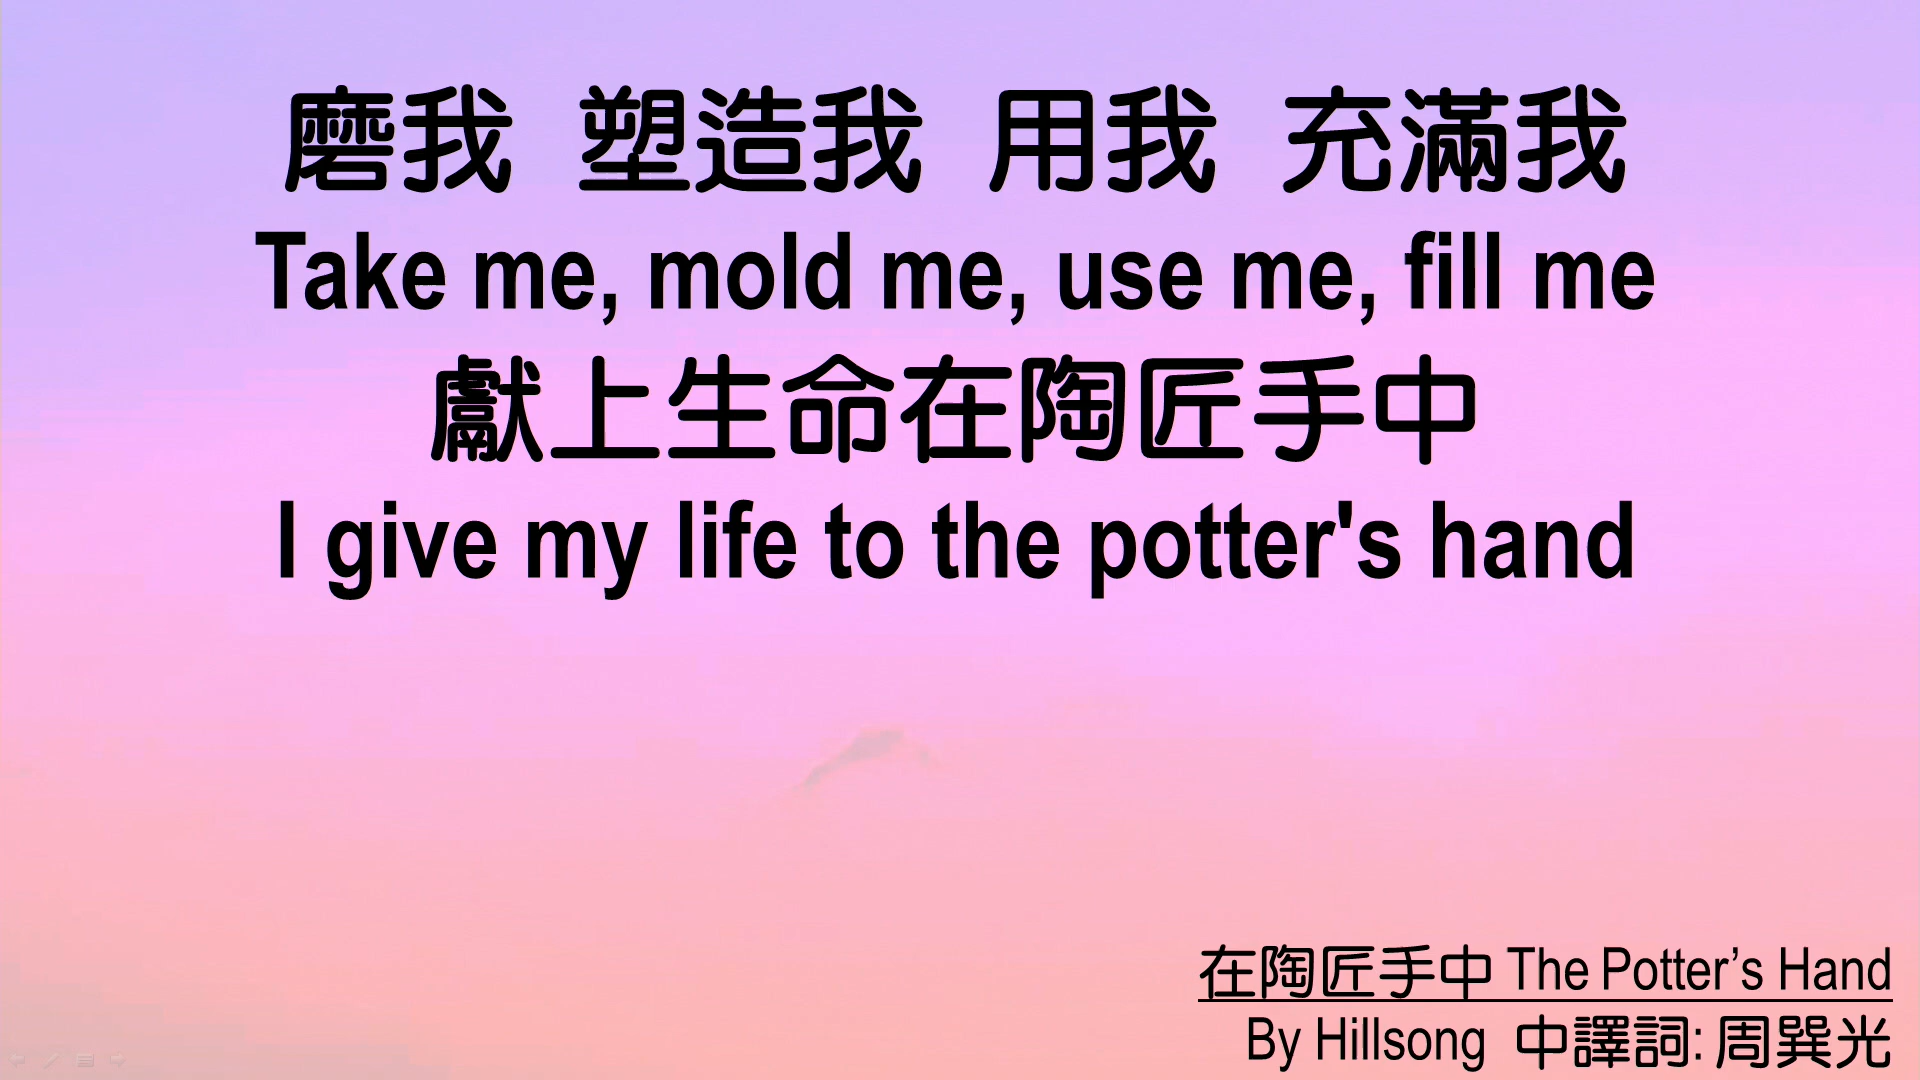 磨我 塑造我 用我 充滿我
Take me, mold me, use me, fill me
獻上生命在陶匠手中
I give my life to the potter's hand
在陶匠手中 The Potter’s Hand
By Hillsong 中譯詞: 周巽光